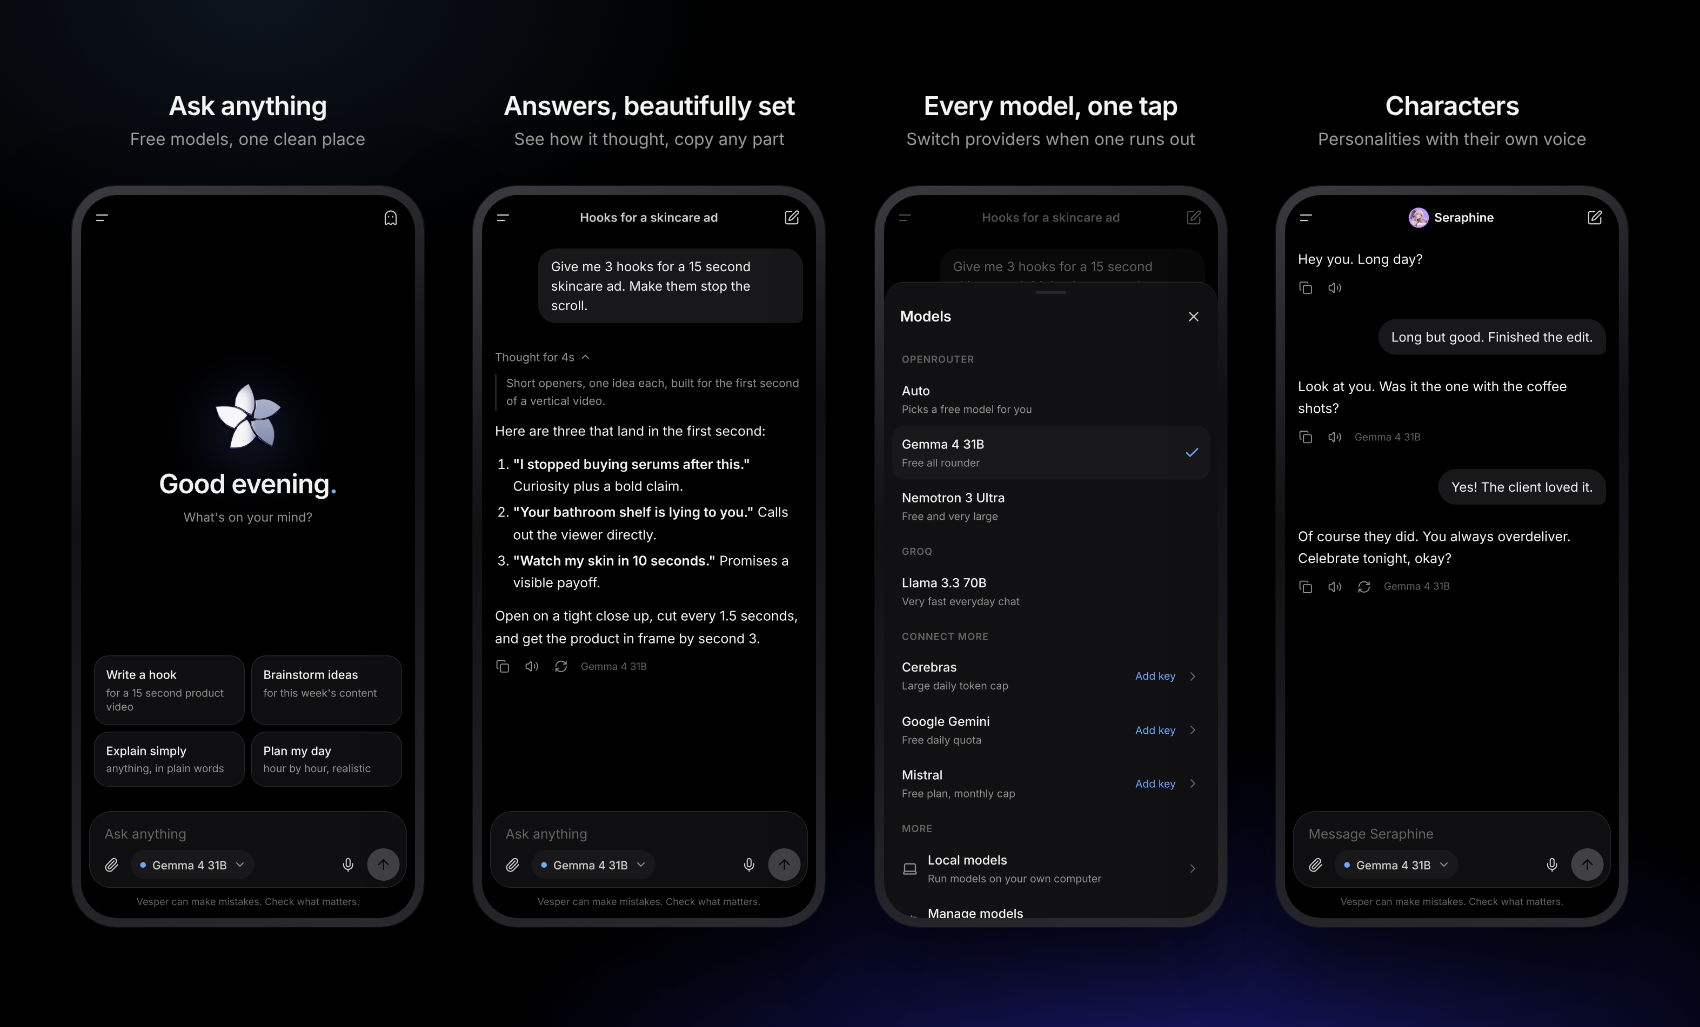 Ask anything
Free models, one clean place
Good evening.
What's on your mind?
Write a hook
for a 15 second product
video
Brainstorm ideas
for this week's content
Explain simply
anything, in plain words
Plan my day
hour by hour, realistic
Ask anything
Gemma 4 31B
Vesper can make mistakes. Check what matters.
Answers, beautifully set
See how it thought, copy any part
Hooks for a skincare ad
Give me 3 hooks for a 15 second
skincare ad. Make them stop the
scroll.
Thought for 4s
Short openers, one idea each, built for the first second
of a vertical video.
Here are three that land in the first second:
1. "I stopped buying serums after this."
Curiosity plus a bold claim.
2. "Your bathroom shelf is lying to you." Calls
out the viewer directly.
3. "Watch my skin in 10 seconds." Promises a
visible payoff.
Open on a tight close up, cut every 1.5 seconds,
and get the product in frame by second 3.
Gemma 4 31B
Ask anything
Gemma 4 31B
Vesper can make mistakes. Check what matters.
Every model, one tap
Switch providers when one runs out
Hooks for a skincare ad
Give me 3 hooks for a 15 second
Models
OPENROUTER
Auto
Picks a free model for you
Gemma 4 31B
Free all rounder
Nemotron 3 Ultra
Free and very large
GROQ
Llama 3.3 70B
Very fast everyday chat
CONNECT MORE
Cerebras
Large daily token cap
Add key
Google Gemini
Free daily quota
Add key
Mistral
Free plan, monthly cap
Add key
MORE
Local models
Run models on your own computer
Manage models
Characters
Personalities with their own voice
Seraphine
Hey you. Long day?
Long but good. Finished the edit.
Look at you. Was it the one with the coffee
shots?
Gemma 4 31B
Yes! The client loved it.
Of course they did. You always overdeliver.
Celebrate tonight, okay?
Gemma 4 31B
Message Seraphine
Gemma 4 31B
Vesper can make mistakes. Check what matters.